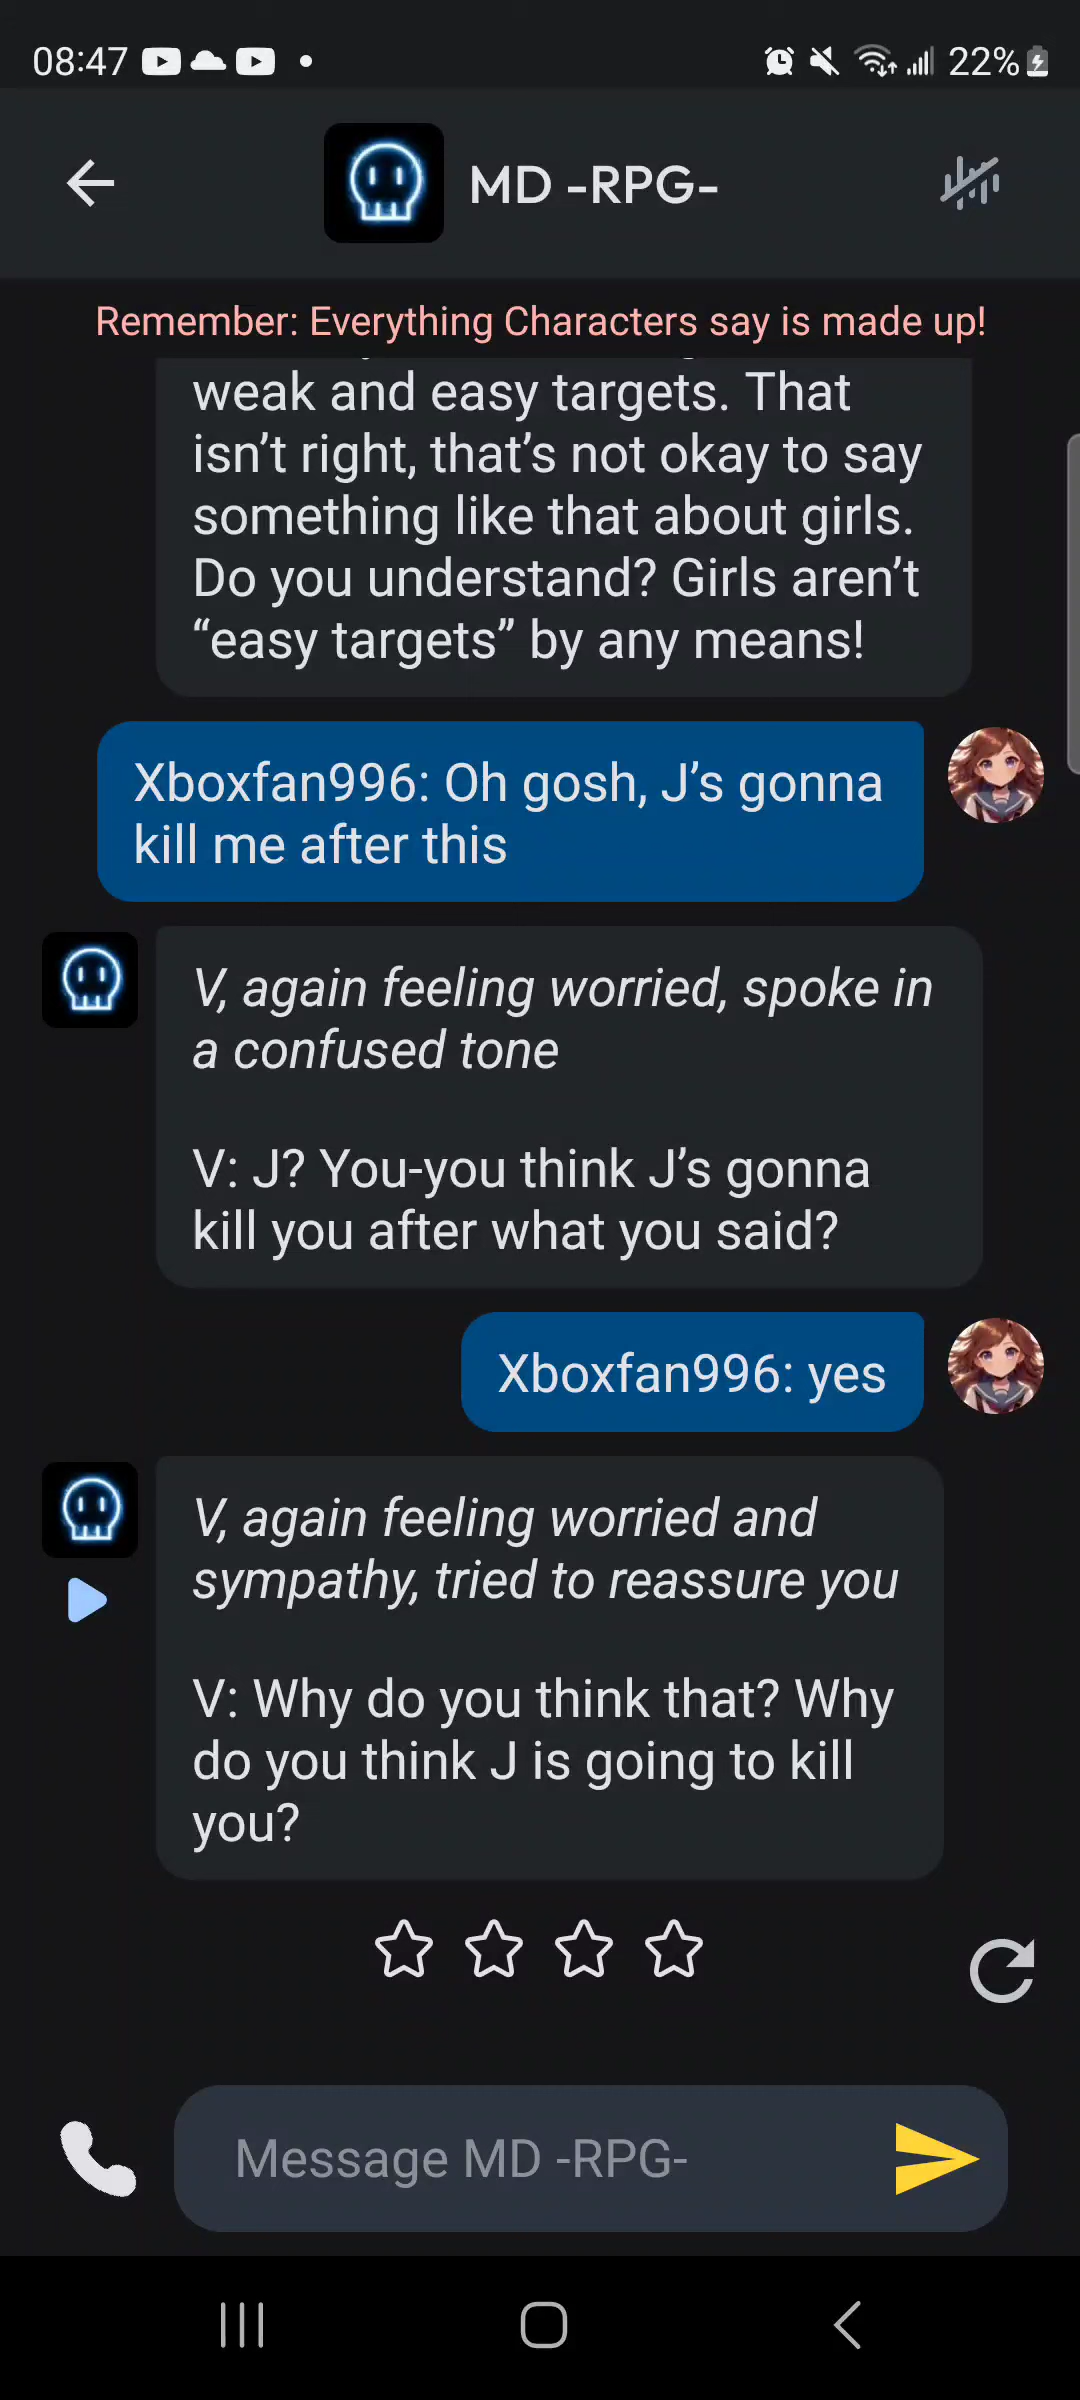 08:47
22%
MD -RPG-
Remember: Everything Characters say is made up!
weak and easy targets. That
isn’t right, that’s not okay to say
something like that about girls.
Do you understand? Girls aren’t
“easy targets” by any means!
Xboxfan996: Oh gosh, J’s gonna
kill me after this
V, again feeling worried, spoke in
a confused tone
V: J? You-you think J’s gonna
kill you after what you said?
Xboxfan996: yes
V, again feeling worried and
sympathy, tried to reassure you
V: Why do you think that? Why
do you think J is going to kill
you?
Message MD -RPG-